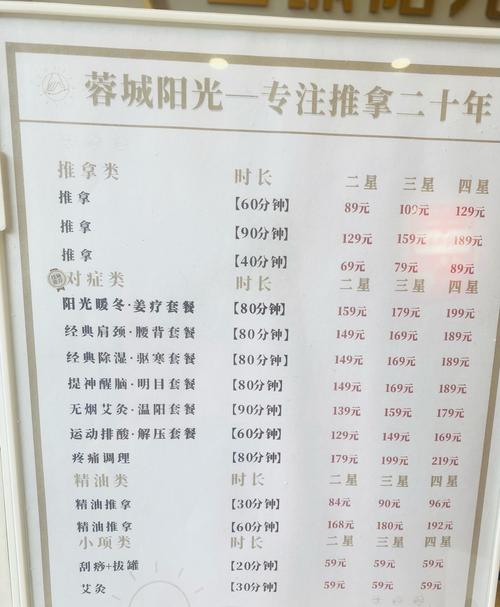 蓉城阳光—专注推拿二十年
推拿类 时长 二星 三星 四星
推拿 【60分钟】 89元 109元 129元
推拿 【90分钟】 129元 159元 189元
推拿 【40分钟】 69元 79元 89元
对症类 时长 二星 三星 四星
阳光暖冬·姜疗套餐 【80分钟】 159元 179元 199元
经典肩颈·腰背套餐 【80分钟】 149元 169元 189元
经典除湿·驱寒套餐 【80分钟】 149元 169元 189元
提神醒脑·明目套餐 【80分钟】 149元 169元 189元
无烟艾灸·温阳套餐 【90分钟】 139元 159元 179元
运动排酸·解压套餐 【60分钟】 129元 149元 169元
疼痛调理 【80分钟】 179元 199元 219元
精油类 时长 二星 三星 四星
精油推拿 【30分钟】 84元 90元 96元
精油推拿 【60分钟】 168元 180元 192元
小项类 时长 二星 三星 四星
刮痧+拔罐 【20分钟】 59元 59元 59元
艾灸 【30分钟】 59元 59元 59元